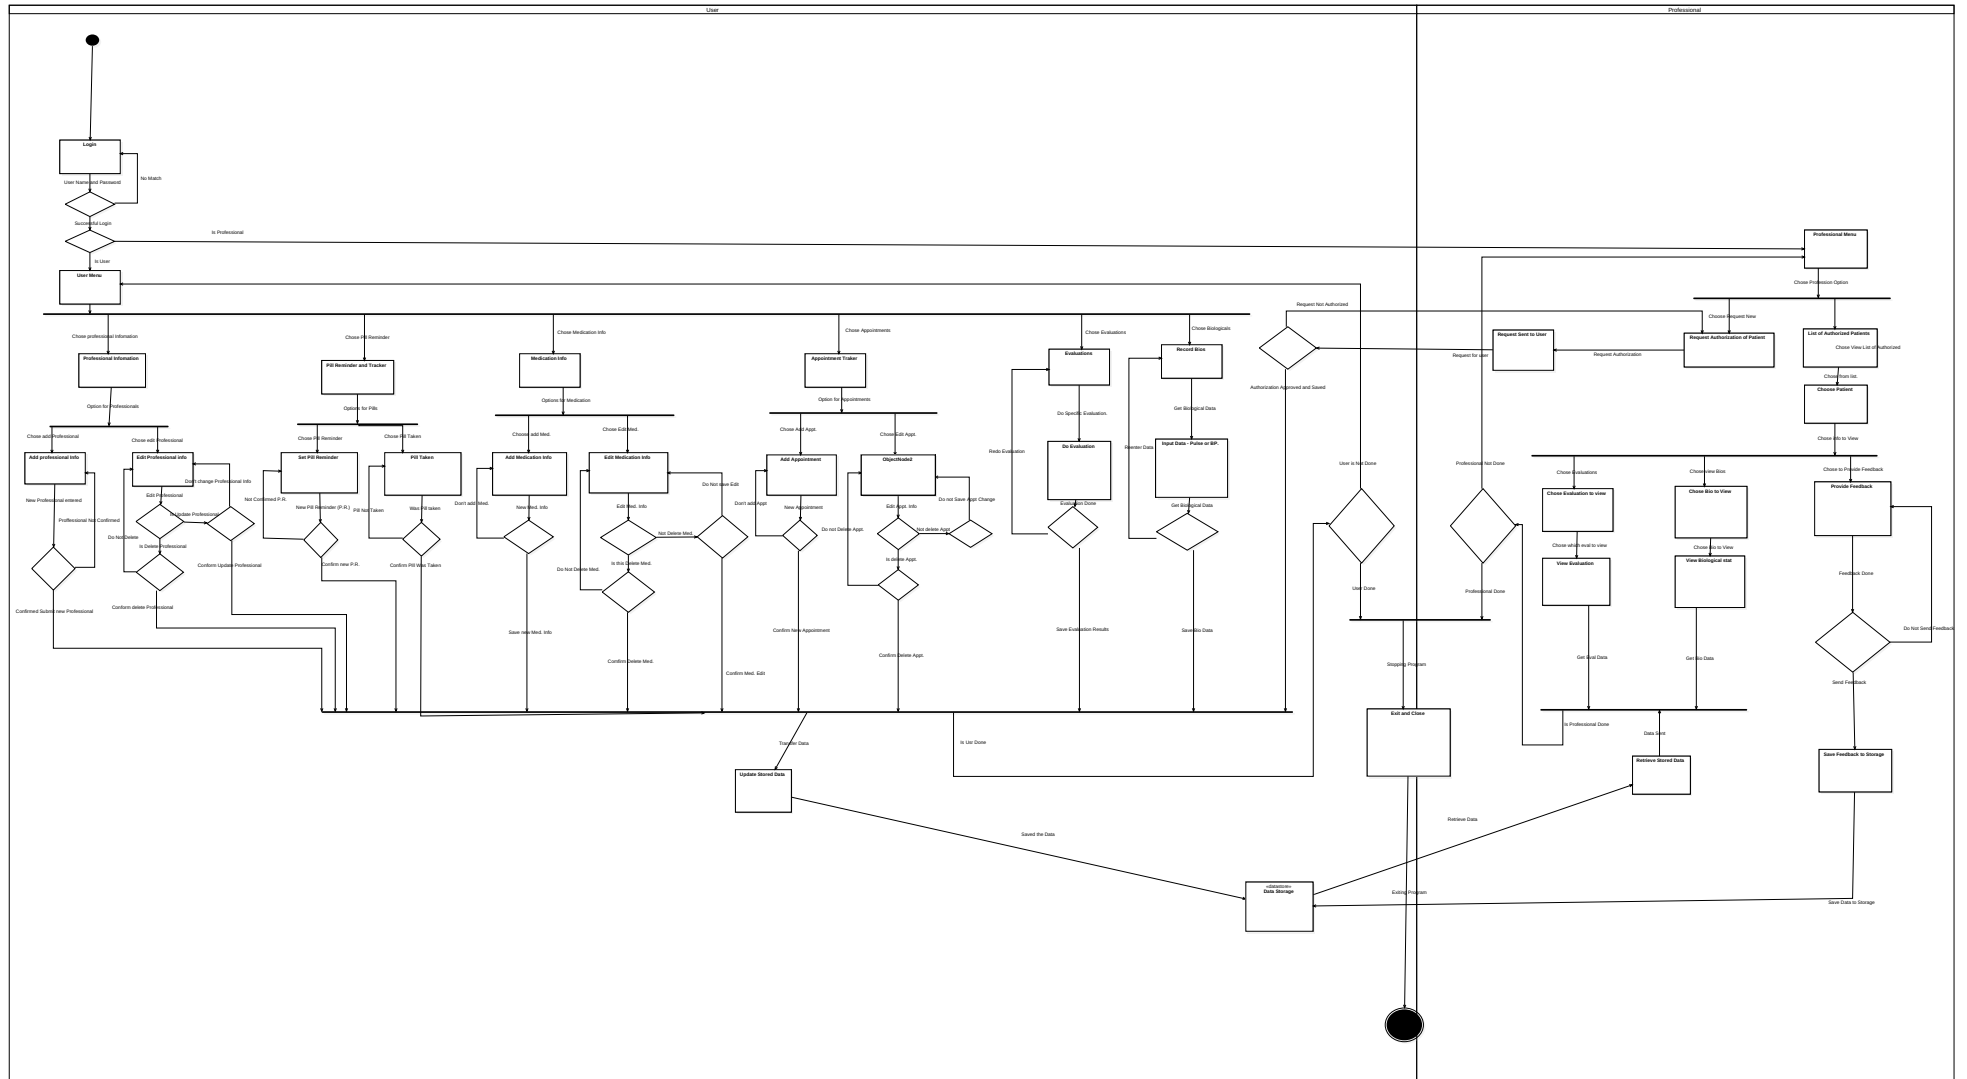 User
Professional
Login
User Name and Password
No Match
Successful Login
Is Professional
Is User
User Menu
Professional Menu
Chose Profession Option
Request Not Authorized
Choose Request New
Chose professional Infomation
Chose Pill Reminder
Chose Medication Info
Chose Appointments
Chose Evaluations
Chose Biologicals
Request Sent to User
Request for user
Request Authorization
Request Authorization of Patient
List of Authorized Patients
Chose View List of Authorized
Professional Infomation
Pill Reminder and Tracker
Medication Info
Appointment Traker
Evaluations
Record Bios
Authorization Approved and Saved
Chose from list
Choose Patient
Option for Professionals
Options for Pills
Options for Medication
Option for Appointments
Do Specific Evaluation.
Get Biological Data
Chose Info to View
Chose add Professional
Chose edit Professional
Chose Pill Reminder
Chose Pill Taken
Choose add Med.
Chose Edit Med.
Chose Add Appt.
Chose Edit Appt.
Redo Evaluation
Reenter Data
Do Evaluation
Input Data - Pulse or BP.
Add professional Info
Edit Professional info
Set Pill Reminder
Pill Taken
Add Medication Info
Edit Medication Info
Add Appointment
ObjectNode2
User is Not Done
Professional Not Done
Chose Evaluations
Chose view Bios
Chose to Provide Feedback
Don't change Professional Info
Do Not save Edit
Chose Evaluation to view
Chose Bio to View
Provide Feedback
New Professional entered
Edit Professional
Not Confirmed P.R.
New Pill Reminder (P.R.)
Pill Not Taken
Was Pill taken
Don't add Med.
New Med. Info
Edit Med. Info
Don't add Appt
New Appointment
Edit Appt. Info
Do not Save Appt Change
Evaluation Done
Get Biological Data
Proffessional Not Confirmed
Is Update Professional
Do Not Delete
Is Delete Professional
Not Delete Med.
Do not Delete Appt.
Not delete Appt
Chose which eval to view
Chose Bio to View
Conform Update Professional
Confirm new P.R.
Confirm Pill Was Taken
Do Not Delete Med.
Is this Delete Med.
Is delete Appt.
View Evaluation
View Biological stat
Feedback Done
User Done
Professional Done
Confirmed Submit new Professional
Conform delete Professional
Save new Med. Info
Confirm New Appointment
Save Evaluation Results
Save Bio Data
Do Not Send Feedback
Comfirm Delete Med.
Confirm Delete Appt.
Get Eval Data
Get Bio Data
Stopping Program
Confirm Med. Edit
Send Feedback
Exit and Close
Is Professional Done
Data Sent
Transfer Data
Is Usr Done
Save Feedback to Storage
Retrieve Stored Data
Update Stored Data
Retrieve Data
Saved the Data
«datastore»
Data Storage
Exiting Program
Save Data to Storage